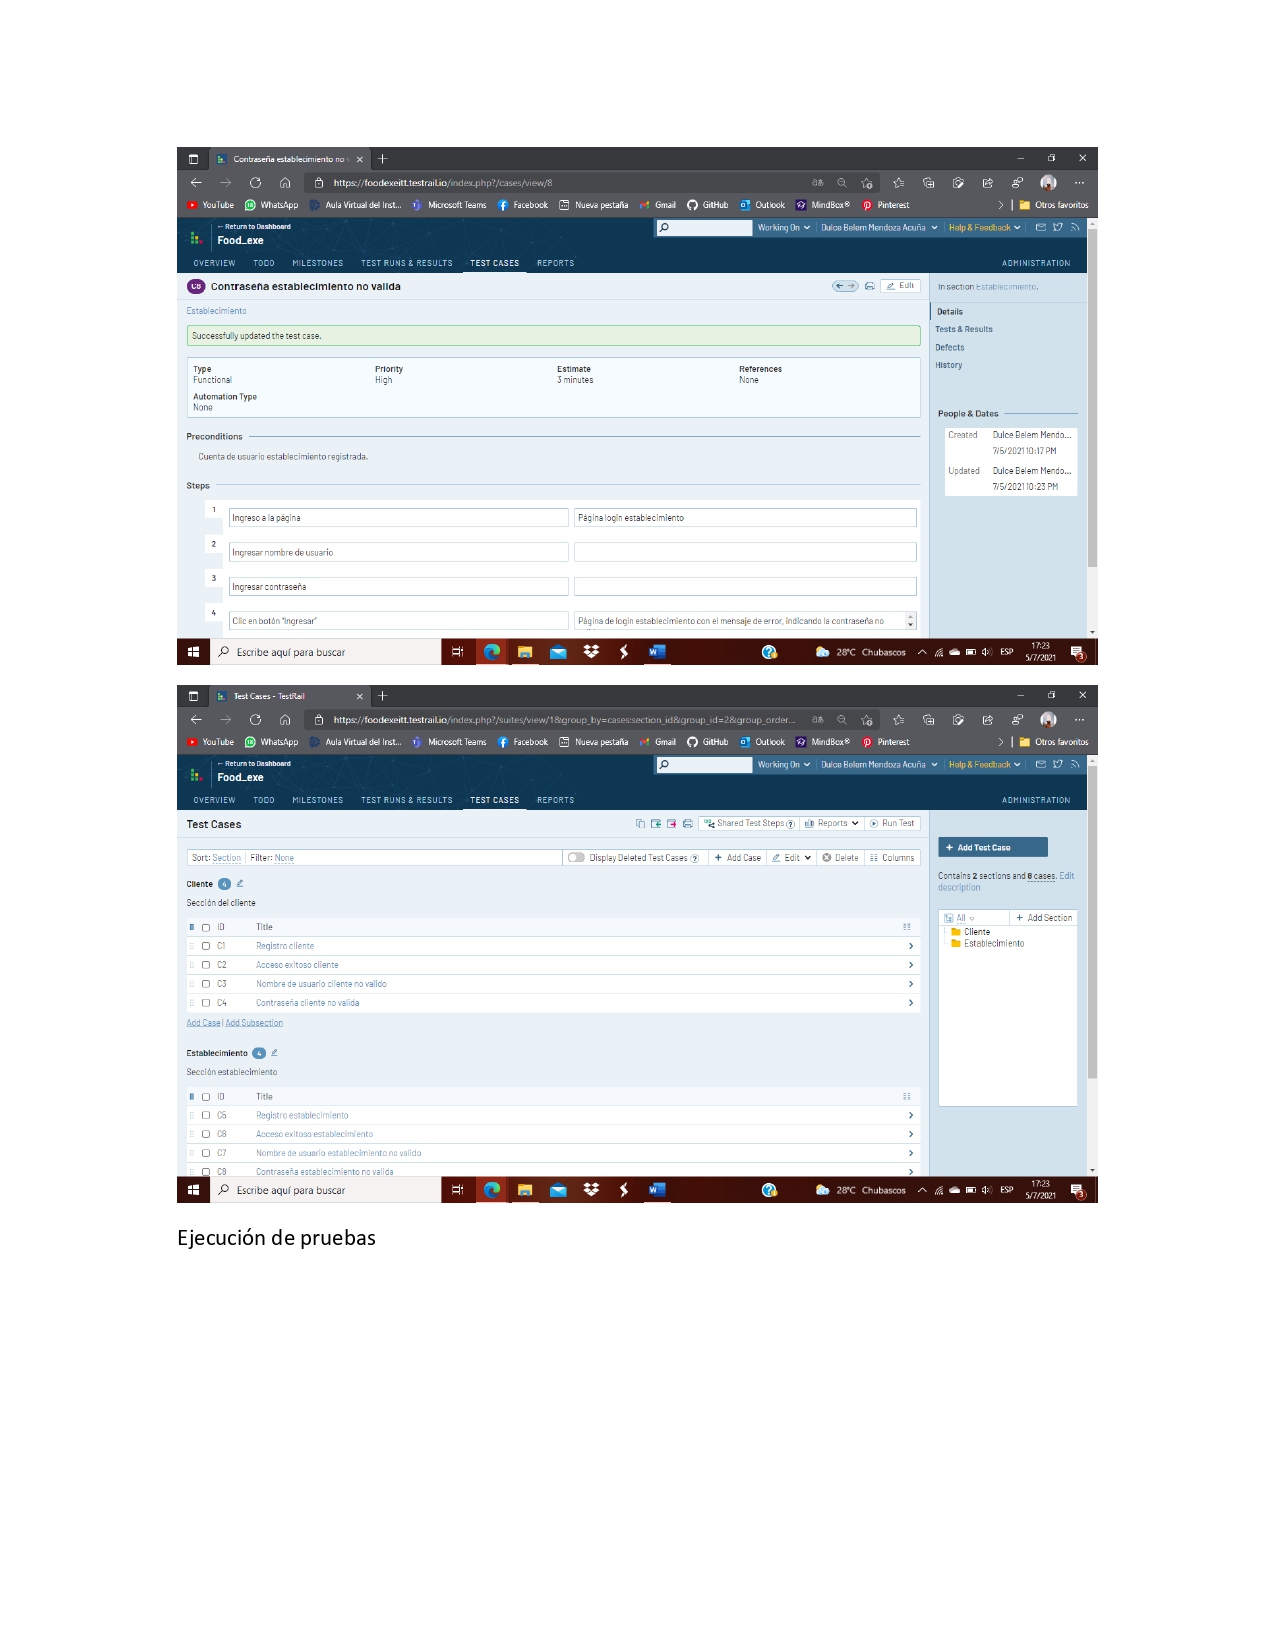 Contraseña establecimiento no v
https://foodexeitt.testrail.io/index.php?/cases/view/8
YouTube WhatsApp Aula Virtual del Inst... Microsoft Teams Facebook Nueva pestaña Gmail GitHub Outlook MindBox® Pinterest Otros favoritos
← Return to Dashboard
Food_exe
Working On Dulce Belem Mendoza Acuña Help & Feedback
OVERVIEW TODO MILESTONES TEST RUNS & RESULTS TEST CASES REPORTS ADMINISTRATION
C8 Contraseña establecimiento no valida Edit
In section Establecimiento.
Establecimiento
Details
Successfully updated the test case.
Tests & Results
Defects
History
Type Priority Estimate References
Functional High 3 minutes None
Automation Type
None
People & Dates
Created Dulce Belem Mendo...
7/5/2021 10:17 PM
Updated Dulce Belem Mendo...
7/5/2021 10:23 PM
Preconditions
Cuenta de usuario establecimiento registrada.
Steps
1 Ingreso a la página Página login establecimiento
2 Ingresar nombre de usuario
3 Ingresar contraseña
4 Clic en botón "Ingresar" Página de login establecimiento con el mensaje de error, indicando la contraseña no
Escribe aquí para buscar 28°C Chubascos ESP 17:23
5/7/2021 3
Test Cases - TestRail
https://foodexeitt.testrail.io/index.php?/suites/view/1&group_by=cases:section_id&group_id=2&group_order...
YouTube WhatsApp Aula Virtual del Inst... Microsoft Teams Facebook Nueva pestaña Gmail GitHub Outlook MindBox® Pinterest Otros favoritos
← Return to Dashboard
Food_exe
Working On Dulce Belem Mendoza Acuña Help & Feedback
OVERVIEW TODO MILESTONES TEST RUNS & RESULTS TEST CASES REPORTS ADMINISTRATION
Test Cases Shared Test Steps ? Reports Run Test
+ Add Test Case
Sort: Section Filter: None Display Deleted Test Cases ? + Add Case Edit Delete Columns
Contains 2 sections and 8 cases. Edit
description
All + Add Section
Cliente
Establecimiento
Cliente 4
Sección del cliente
ID Title
C1 Registro cliente
C2 Acceso exitoso cliente
C3 Nombre de usuario cliente no valido
C4 Contraseña cliente no valida
Add Case | Add Subsection
Establecimiento 4
Sección establecimiento
ID Title
C5 Registro establecimiento
C6 Acceso exitoso establecimiento
C7 Nombre de usuario establecimiento no valido
C8 Contraseña establecimiento no valida
Escribe aquí para buscar 28°C Chubascos ESP 17:23
5/7/2021 3
Ejecución de pruebas